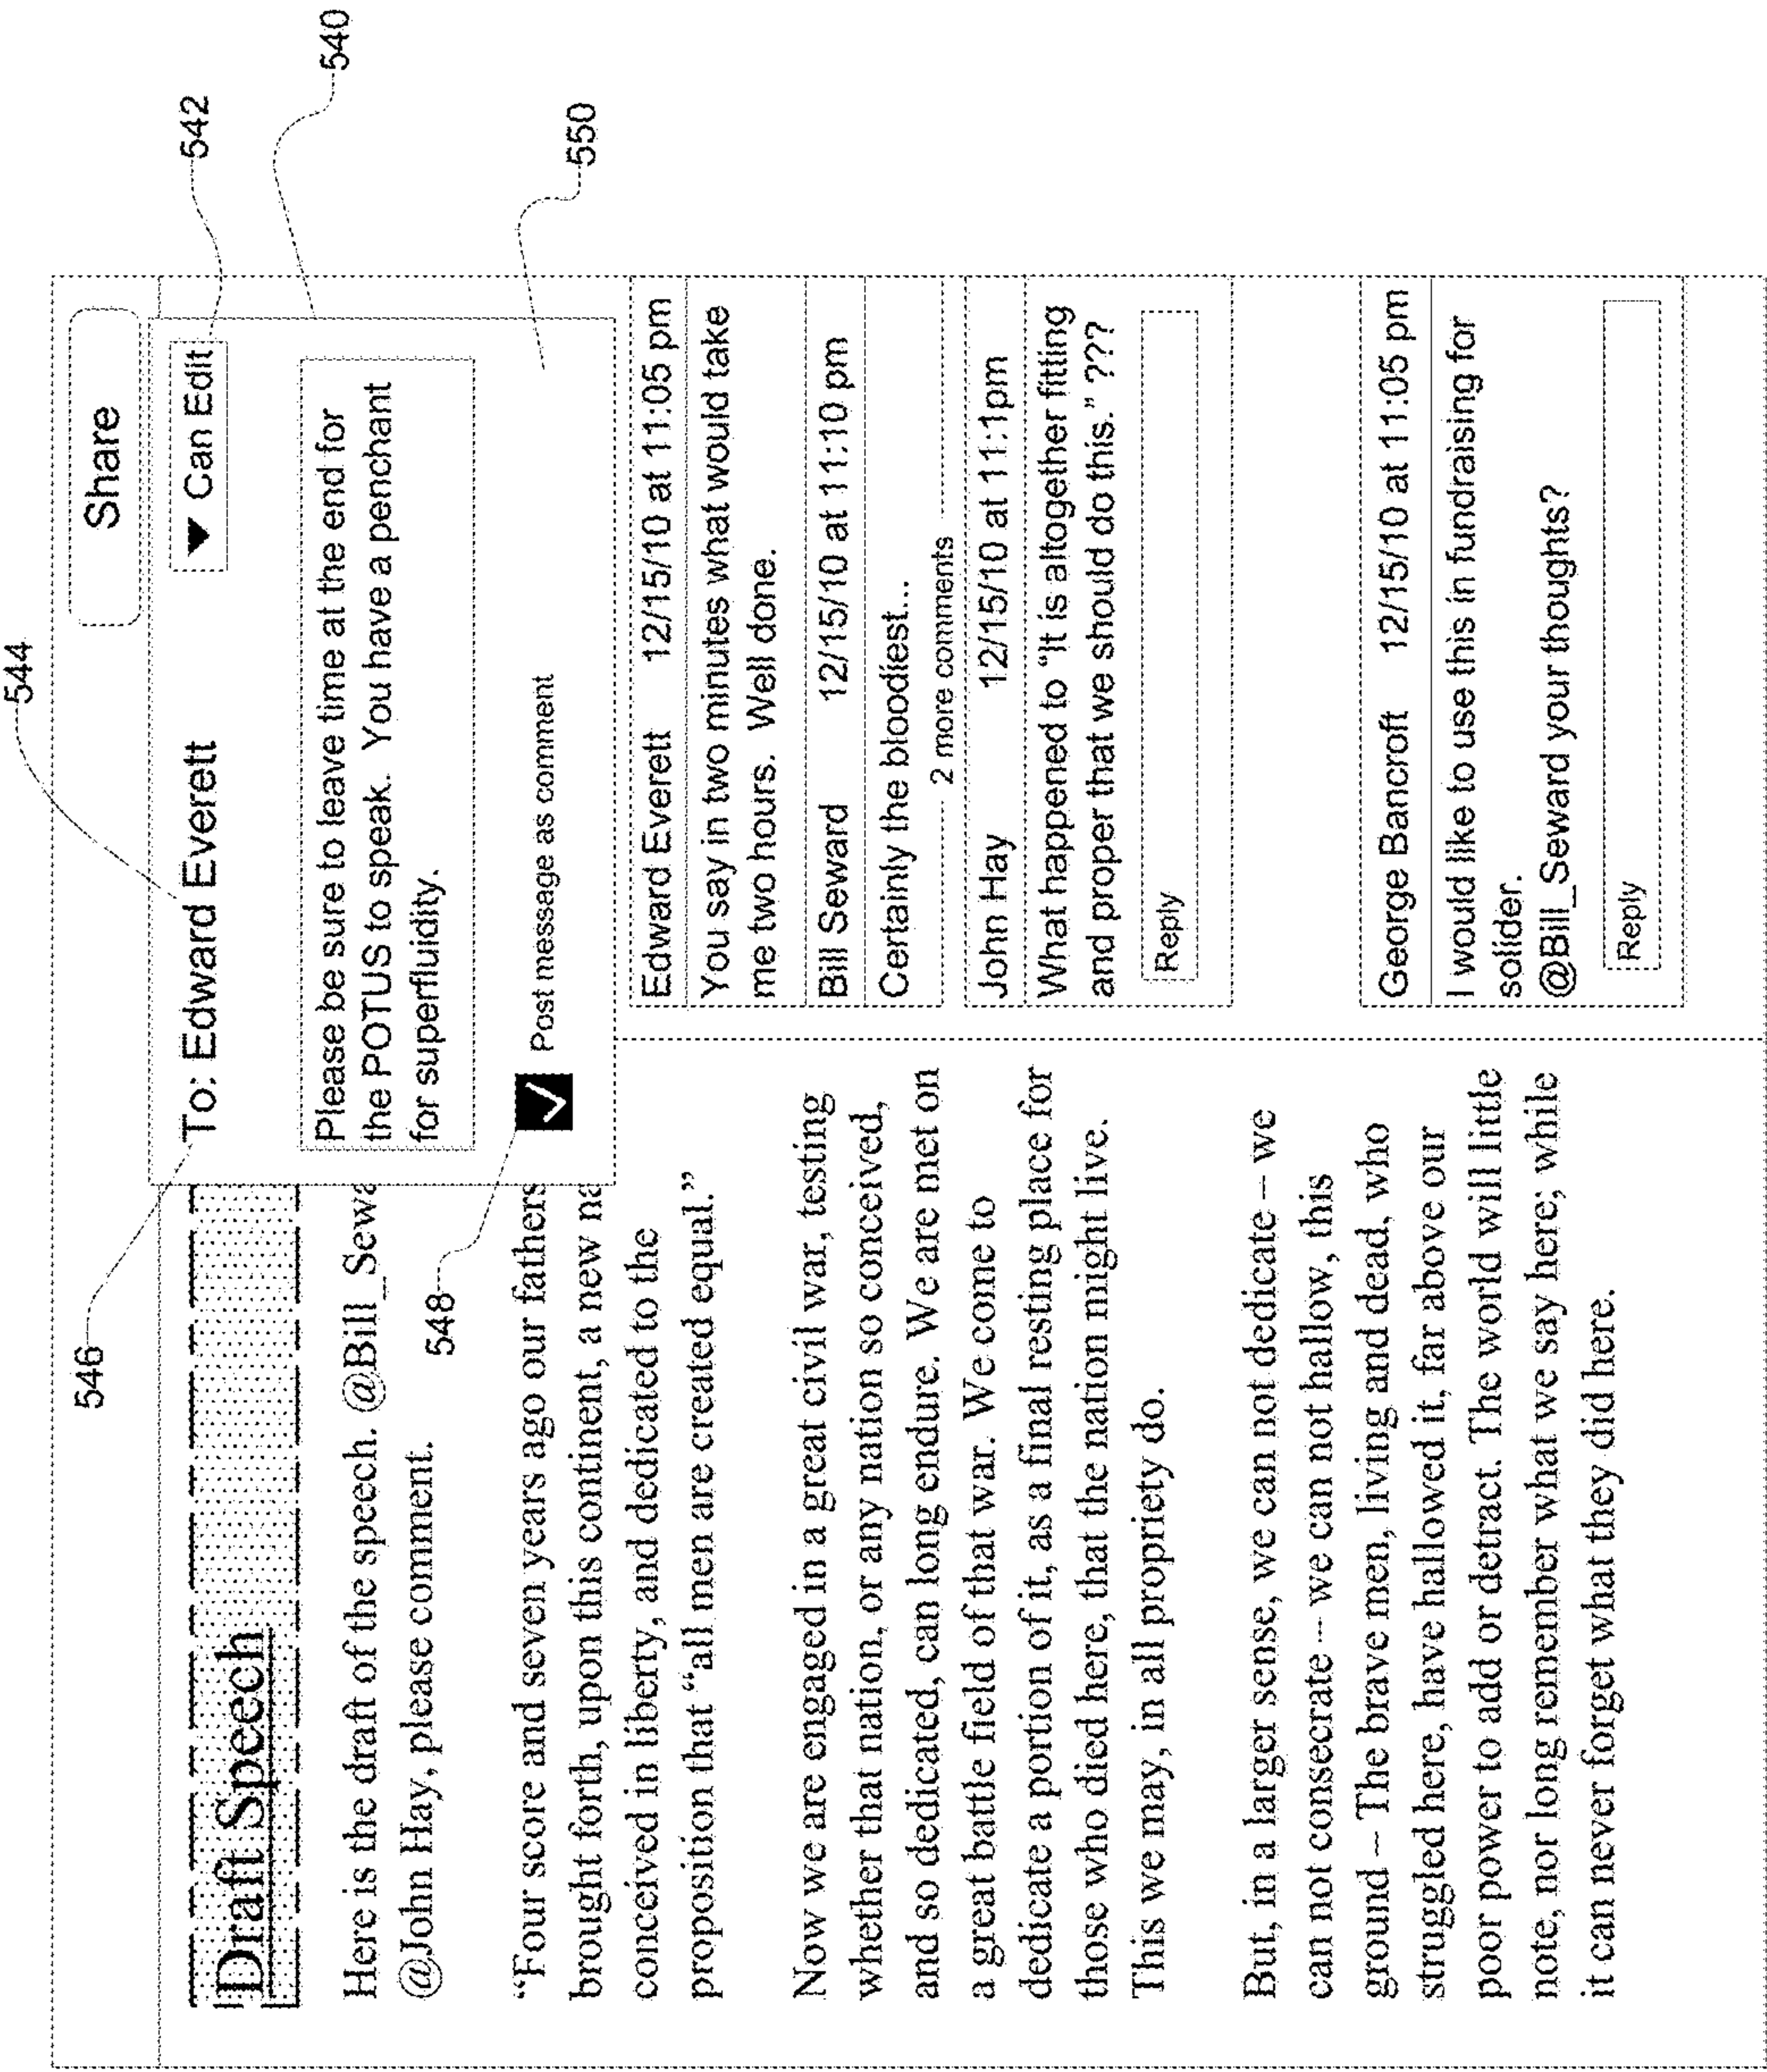 544
546
542
540
550
548
Share
To: Edward Everett
▼ Can Edit
Please be sure to leave time at the end for
the POTUS to speak. You have a penchant
for superfluidity.
Post message as comment
Draft Speech
Here is the draft of the speech. @Bill_Sewa
@John Hay, please comment.
“Four score and seven years ago our fathers
brought forth, upon this continent, a new na
conceived in liberty, and dedicated to the
proposition that “all men are created equal.”
Now we are engaged in a great civil war, testing
whether that nation, or any nation so conceived,
and so dedicated, can long endure. We are met on
a great battle field of that war. We come to
dedicate a portion of it, as a final resting place for
those who died here, that the nation might live.
This we may, in all propriety do.
But, in a larger sense, we can not dedicate – we
can not consecrate – we can not hallow, this
ground – The brave men, living and dead, who
struggled here, have hallowed it, far above our
poor power to add or detract. The world will little
note, nor long remember what we say here; while
it can never forget what they did here.
Edward Everett 12/15/10 at 11:05 pm
You say in two minutes what would take
me two hours. Well done.
Bill Seward 12/15/10 at 11:10 pm
Certainly the bloodiest...
2 more comments
John Hay 12/15/10 at 11:1pm
What happened to “It is altogether fitting
and proper that we should do this.” ???
Reply
George Bancroft 12/15/10 at 11:05 pm
I would like to use this in fundraising for
solider.
@Bill_Seward your thoughts?
Reply